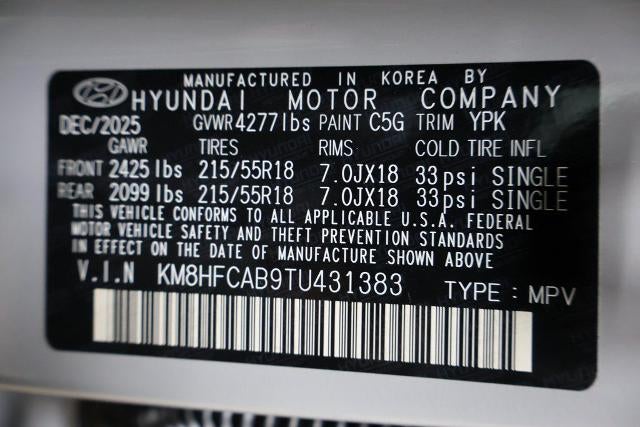 MANUFACTURED IN KOREA BY
HYUNDAI MOTOR COMPANY
DEC/2025 GVWR 4277lbs PAINT C5G TRIM YPK
GAWR TIRES RIMS COLD TIRE INFL
FRONT 2425 lbs 215/55R18 7.0JX18 33psi SINGLE
REAR 2099 lbs 215/55R18 7.0JX18 33psi SINGLE
THIS VEHICLE CONFORMS TO ALL APPLICABLE U.S.A. FEDERAL
MOTOR VEHICLE SAFETY AND THEFT PREVENTION STANDARDS
IN EFFECT ON THE DATE OF MANUFACTURE SHOWN ABOVE
V.I.N KM8HFCAB9TU431383 TYPE : MPV